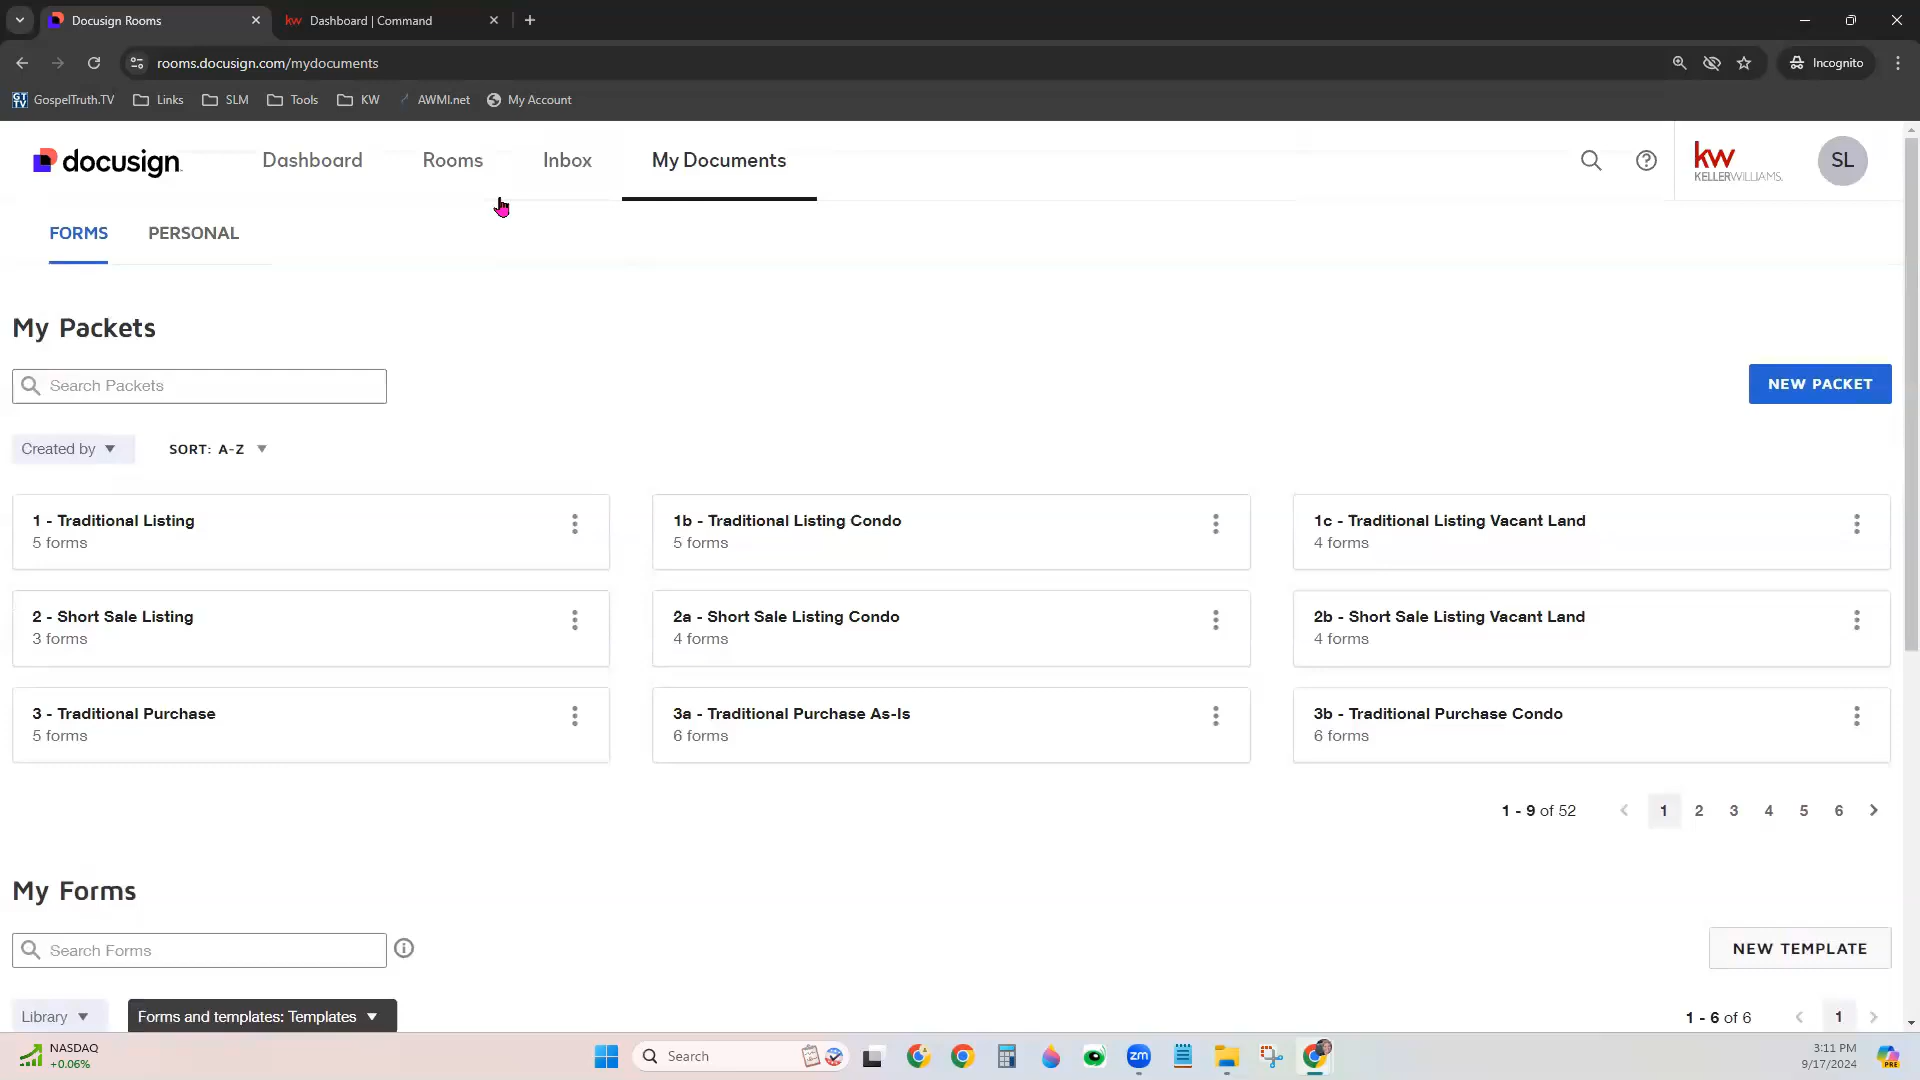 Docusign Rooms
kw Dashboard | Command
rooms.docusign.com/mydocuments
Incognito
GT TV GospelTruth.TV
Links
SLM
Tools
KW
AWMI.net
My Account
docusign
Dashboard
Rooms
Inbox
My Documents
kw
KELLERWILLIAMS.
SL
FORMS
PERSONAL
My Packets
Search Packets
NEW PACKET
Created by
SORT: A-Z
1 - Traditional Listing
5 forms
1b - Traditional Listing Condo
5 forms
1c - Traditional Listing Vacant Land
4 forms
2 - Short Sale Listing
3 forms
2a - Short Sale Listing Condo
4 forms
2b - Short Sale Listing Vacant Land
4 forms
3 - Traditional Purchase
5 forms
3a - Traditional Purchase As-Is
6 forms
3b - Traditional Purchase Condo
6 forms
1 - 9 of 52
1 2 3 4 5 6
My Forms
Search Forms
NEW TEMPLATE
Library
Forms and templates: Templates
1 - 6 of 6
1
NASDAQ
+0.06%
Search
zm
PRE
3:11 PM
9/17/2024